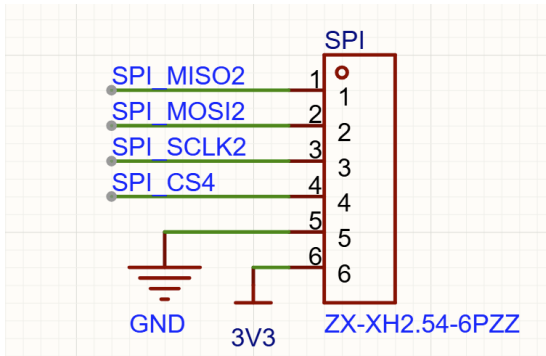 SPI
SPI_MISO2 1 1
SPI_MOSI2 2 2
SPI_SCLK2 3 3
SPI_CS4 4 4
5 5
6 6
GND
3V3
ZX-XH2.54-6PZZ